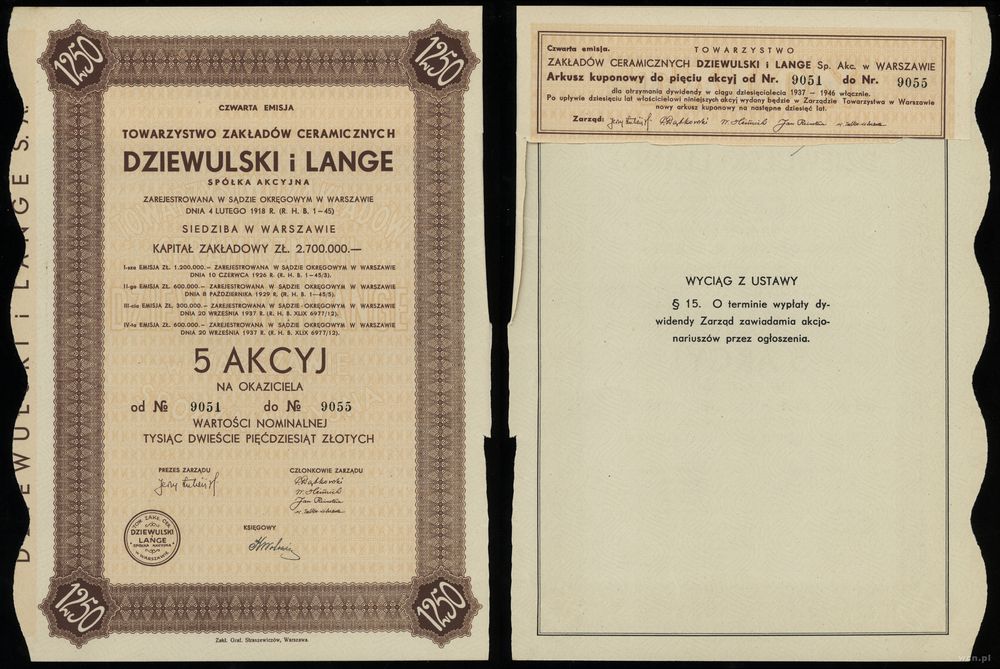 1250
1250
DZIEWULSKI i LANGE S. A.
CZWARTA EMISJA
TOWARZYSTWO ZAKŁADÓW CERAMICZNYCH
DZIEWULSKI i LANGE
SPÓŁKA AKCYJNA
ZAREJESTROWANA W SĄDZIE OKRĘGOWYM W WARSZAWIE
DNIA 4 LUTEGO 1918 R. (R. H. B. 1—45)
SIEDZIBA W WARSZAWIE
KAPITAŁ ZAKŁADOWY ZŁ. 2.700.000.—
I-sza EMISJA ZŁ. 1.200.000.— ZAREJESTROWANA W SĄDZIE OKRĘGOWYM W WARSZAWIE
DNIA 10 CZERWCA 1926 R. (R. H. B. 1—45/3).
II-ga EMISJA ZŁ. 600.000.— ZAREJESTROWANA W SĄDZIE OKRĘGOWYM W WARSZAWIE
DNIA 8 PAŹDZIERNIKA 1929 R. (R. H. B. 1—45/5).
III-cia EMISJA ZŁ. 300.000.— ZAREJESTROWANA W SĄDZIE OKRĘGOWYM W WARSZAWIE
DNIA 20 WRZEŚNIA 1937 R. (R. H. B. XLIX 6977/12).
IV-ta EMISJA ZŁ. 600.000.— ZAREJESTROWANA W SĄDZIE OKRĘGOWYM W WARSZAWIE
DNIA 20 WRZEŚNIA 1937 R. (R. H. B. XLIX 6977/12).
5 AKCYJ
NA OKAZICIELA
od № 9051 do № 9055
WARTOŚCI NOMINALNEJ
TYSIĄC DWIEŚCIE PIĘĆDZIESIĄT ZŁOTYCH
PREZES ZARZĄDU
CZŁONKOWIE ZARZĄDU
KSIĘGOWY
TOW. ZAKŁ. CER.
DZIEWULSKI
i
LANGE
SPÓŁKA AKCYJNA
W WARSZAWIE
1250
1250
Zakł. Graf. Straszewiczów, Warszawa.
Czwarta emisja.
TOWARZYSTWO
ZAKŁADÓW CERAMICZNYCH DZIEWULSKI i LANGE Sp. Akc. w WARSZAWIE
Arkusz kuponowy do pięciu akcyj od Nr. 9051 do Nr. 9055
dla otrzymania dywidendy w ciągu dziesięciolecia 1937 — 1946 włącznie.
Po upływie dziesięciu lat właścicielowi niniejszych akcyj wydany będzie w Zarządzie Towarzystwa w Warszawie
nowy arkusz kuponowy na następne dziesięć lat.
Zarząd:
WYCIĄG Z USTAWY
§ 15. O terminie wypłaty dy-
widendy Zarząd zawiadamia akcjo-
nariuszów przez ogłoszenia.
wcn.pl